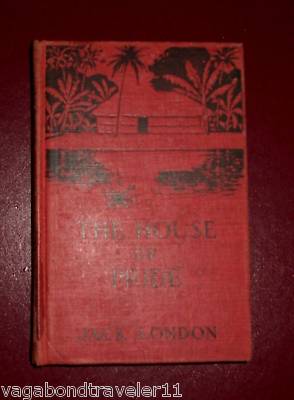 THE HOUSE
OF
PRIDE
JACK LONDON
vagabondtraveler11